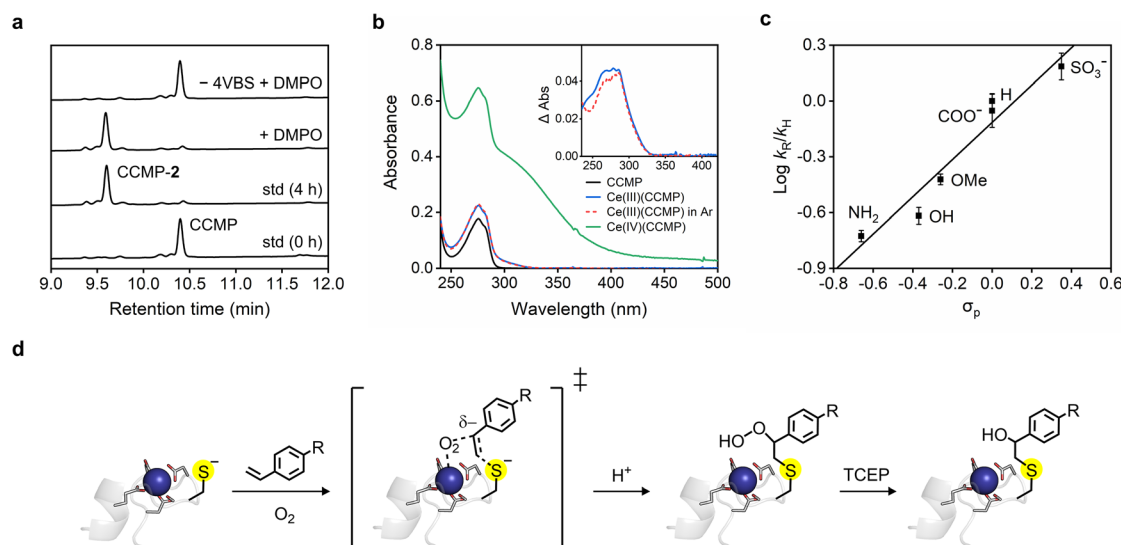 a
− 4VBS + DMPO
+ DMPO
CCMP-2
std (4 h)
CCMP
std (0 h)
9.0 9.5 10.0 10.5 11.0 11.5 12.0
Retention time (min)
b
0.8
0.6
0.4
0.2
0.0
Absorbance
250 300 350 400 450 500
Wavelength (nm)
0.04
0.02
0.00
Δ Abs
250 300 350 400
CCMP
Ce(III)(CCMP)
Ce(III)(CCMP) in Ar
Ce(IV)(CCMP)
c
0.3
0.0
-0.3
-0.6
-0.9
Log kR/kH
SO3−
H
COO−
OMe
NH2
OH
-0.8 -0.6 -0.4 -0.2 0.0 0.2 0.4 0.6
σp
d
S −
R
O2
‡
δ−
R
O2
S −
H+
R
HO O
S
TCEP
R
HO
S